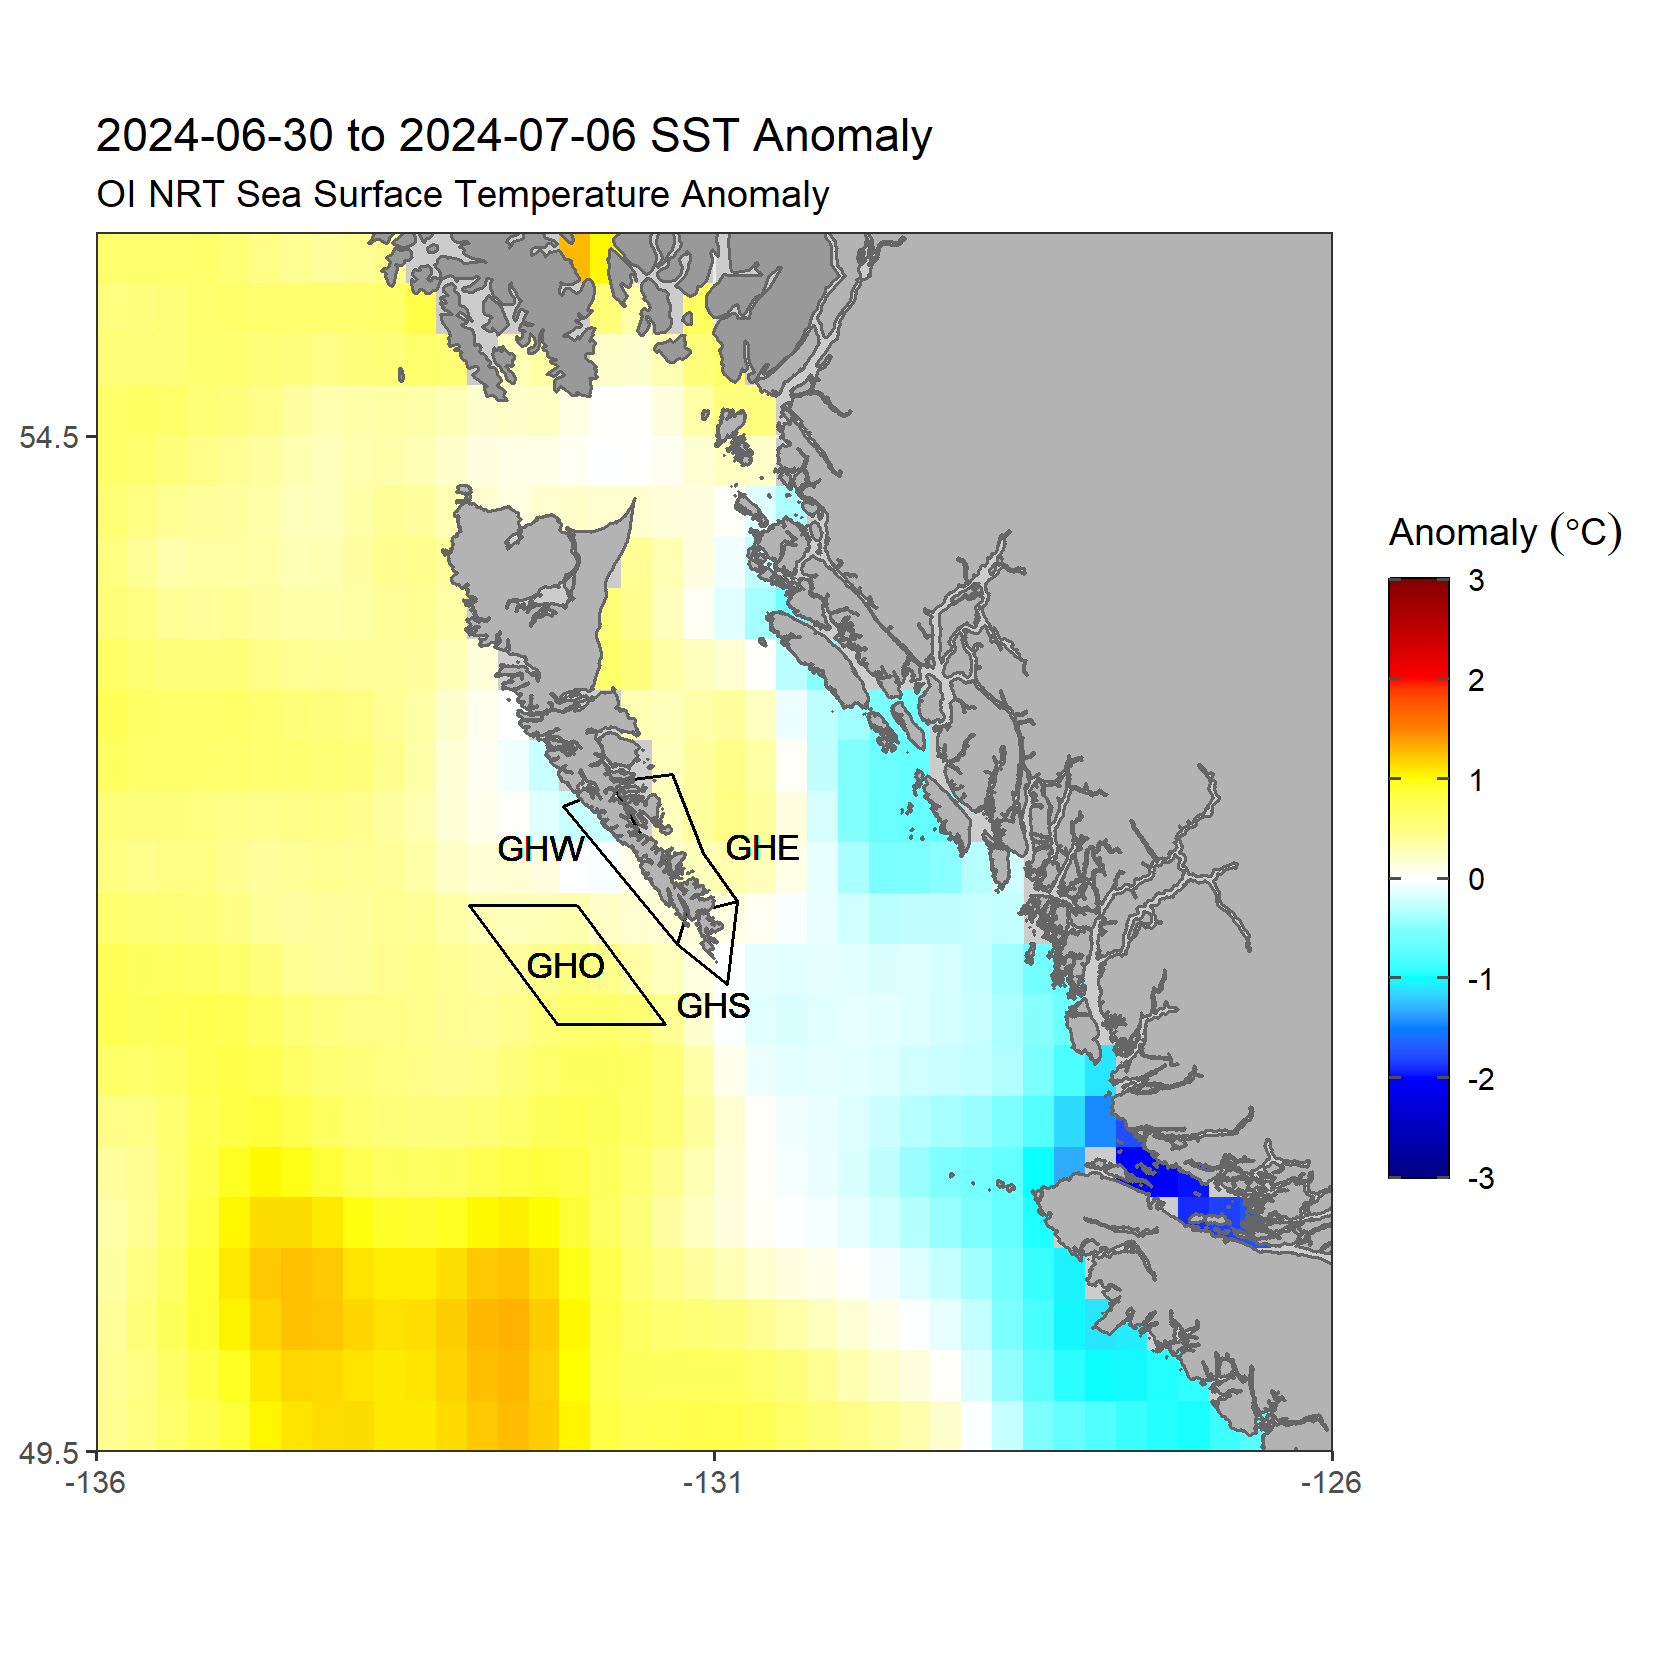 2024-06-30 to 2024-07-06 SST Anomaly
OI NRT Sea Surface Temperature Anomaly
54.5
49.5
-136
-131
-126
GHW
GHE
GHO
GHS
Anomaly (°C)
3
2
1
0
-1
-2
-3